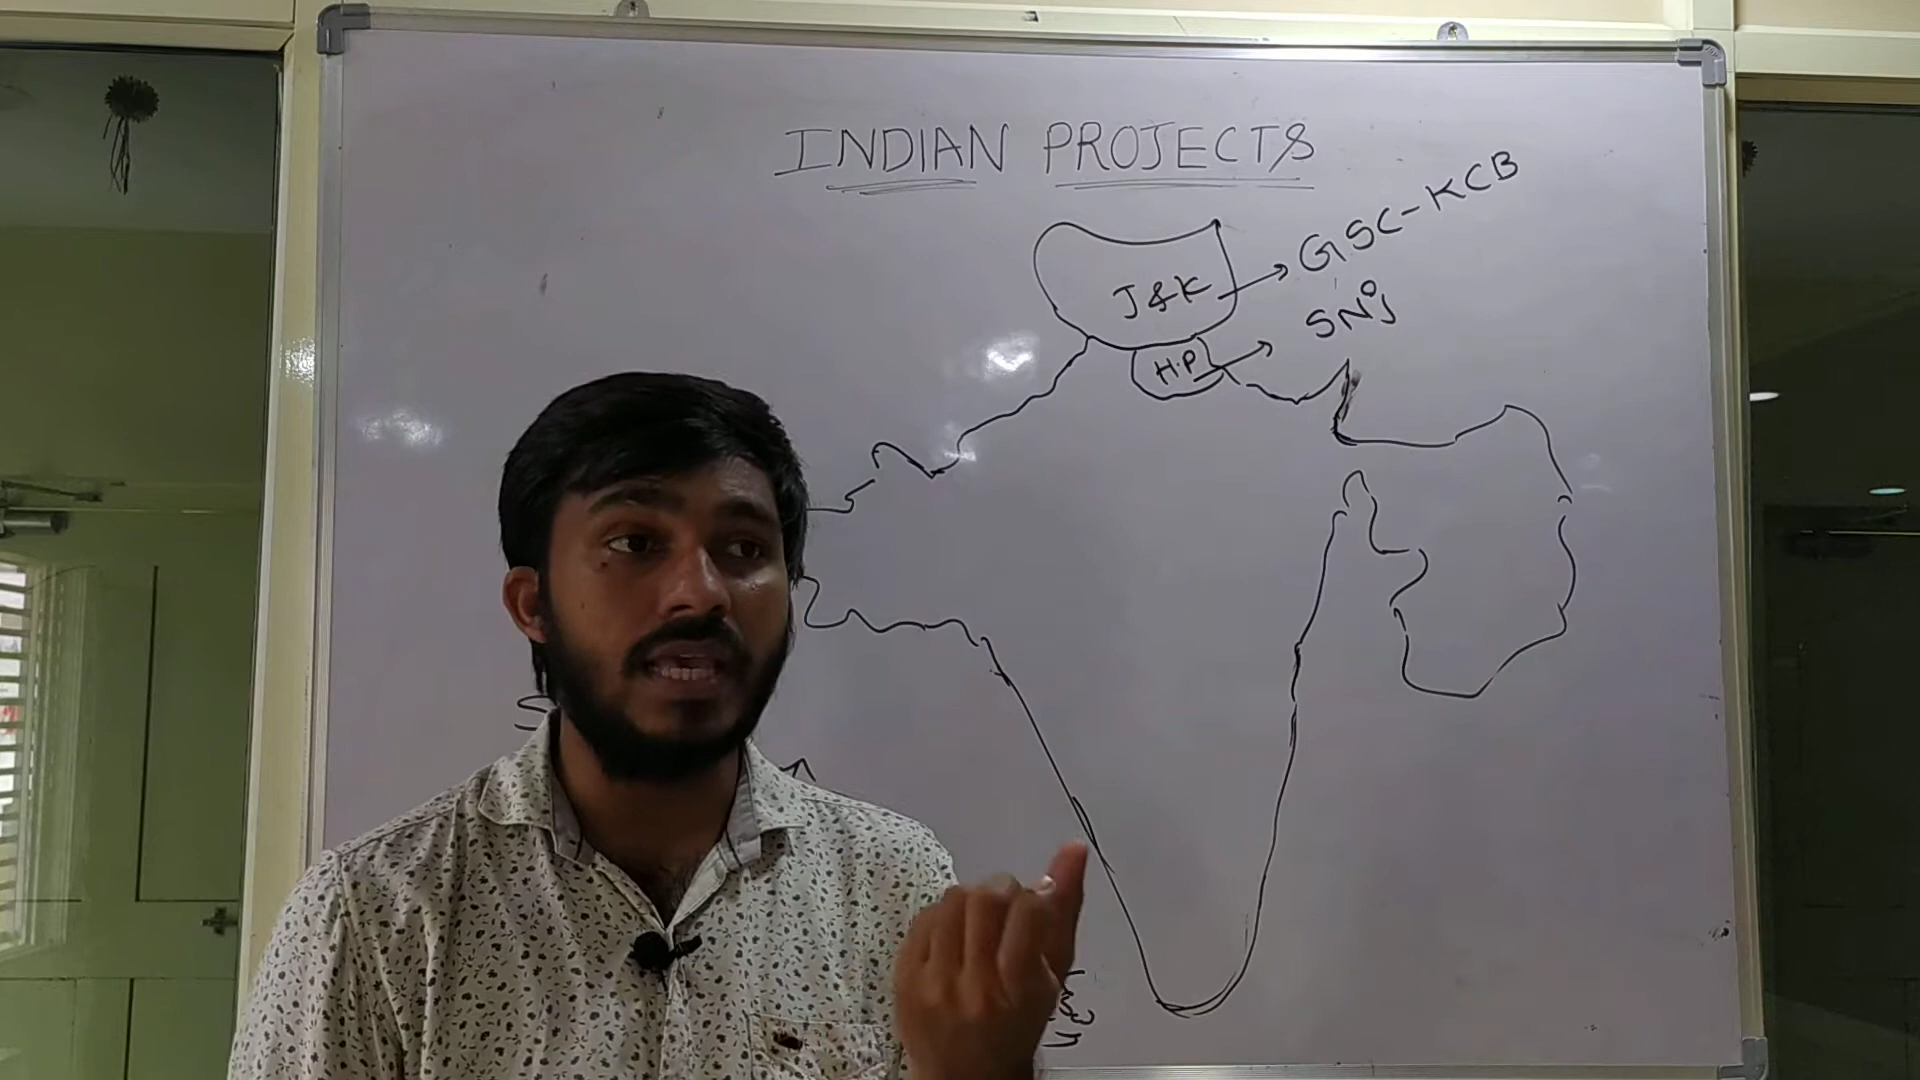 INDIAN PROJECTS
GSC-KCB
J&K
SNJ
H.P